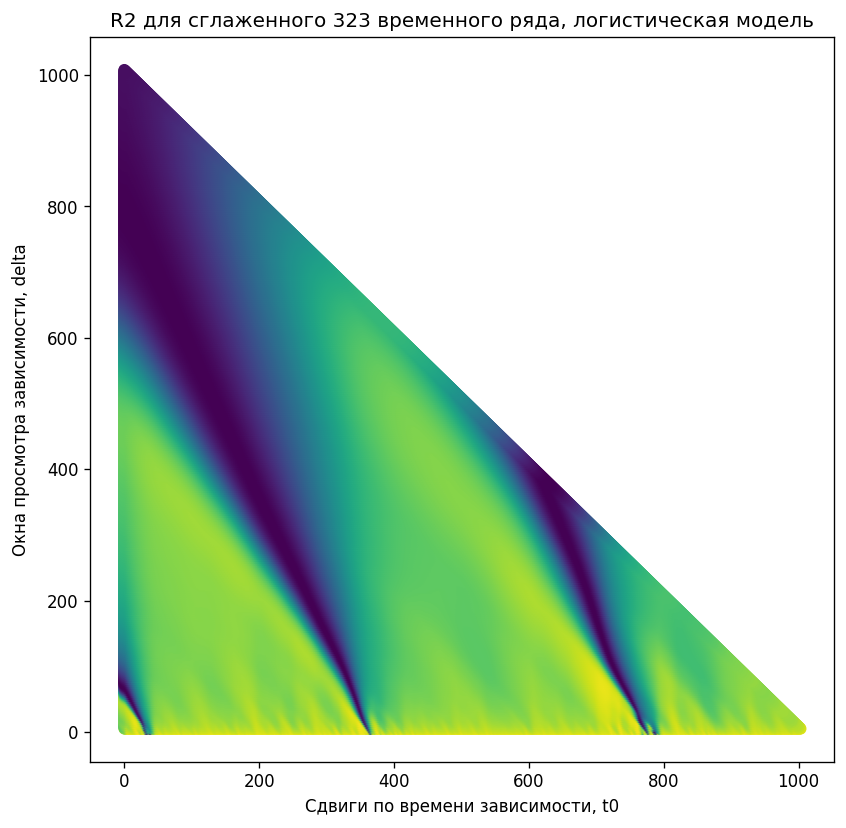 R2 для сглаженного 323 временного ряда, логистическая модель
Окна просмотра зависимости, delta
1000
800
600
400
200
0
0 200 400 600 800 1000
Сдвиги по времени зависимости, t0